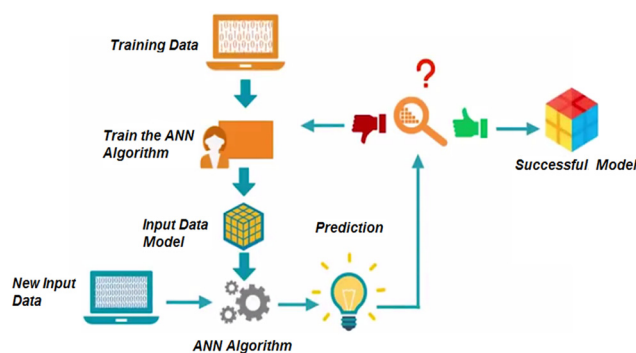 Training Data
?
Train the ANN
Algorithm
Successful Model
Input Data
Model
Prediction
New Input
Data
ANN Algorithm